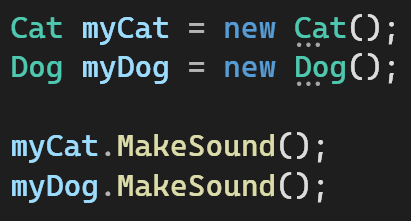 Cat myCat = new Cat();
Dog myDog = new Dog();
myCat.MakeSound();
myDog.MakeSound();